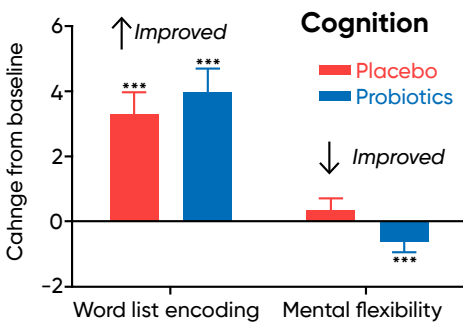 Cognition
↑ Improved
Placebo
Probiotics
*** ***
↓ Improved
***
Cahnge from baseline
6
4
2
0
−2
Word list encoding Mental flexibility